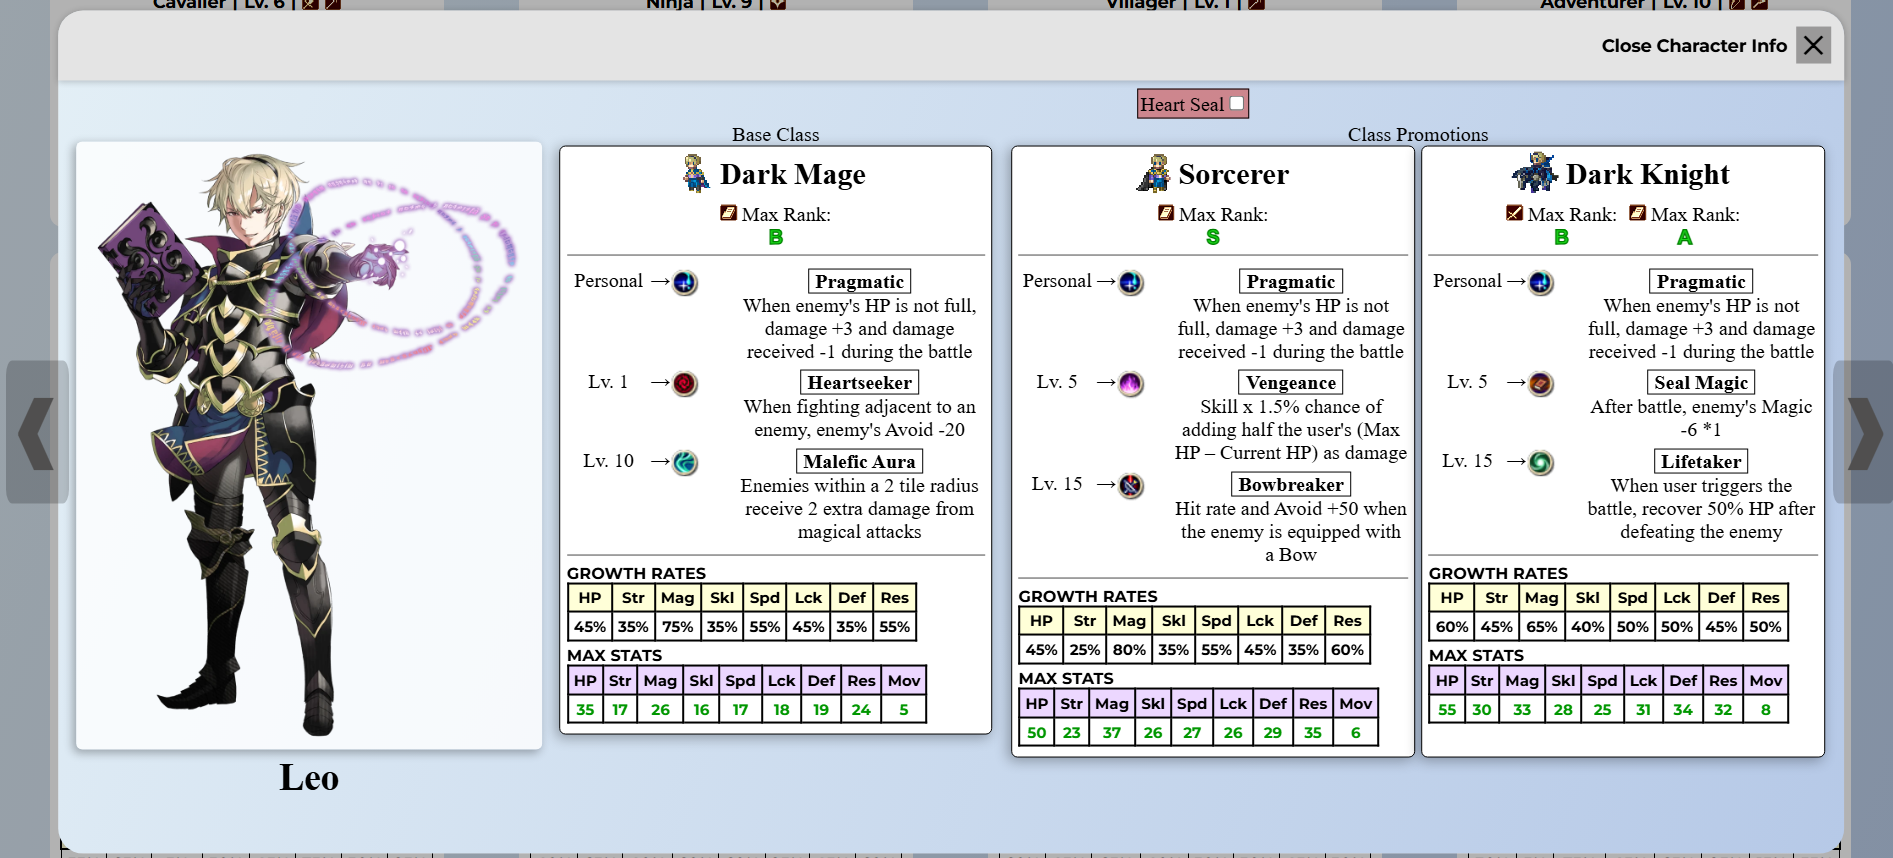 Cavalier | Lv. 6 |
Ninja | Lv. 9 |
Villager | Lv. 1 |
Adventurer | Lv. 10 |
Close Character Info
Heart Seal
Base Class
Class Promotions
Dark Mage
Max Rank:
B
Personal →
Pragmatic
When enemy's HP is not full,
damage +3 and damage
received -1 during the battle
Lv. 1 →
Heartseeker
When fighting adjacent to an
enemy, enemy's Avoid -20
Lv. 10 →
Malefic Aura
Enemies within a 2 tile radius
receive 2 extra damage from
magical attacks
GROWTH RATES
HP Str Mag Skl Spd Lck Def Res
45% 35% 75% 35% 55% 45% 35% 55%
MAX STATS
HP Str Mag Skl Spd Lck Def Res Mov
35 17 26 16 17 18 19 24 5
Sorcerer
Max Rank:
S
Personal →
Pragmatic
When enemy's HP is not
full, damage +3 and damage
received -1 during the battle
Lv. 5 →
Vengeance
Skill x 1.5% chance of
adding half the user's (Max
HP – Current HP) as damage
Lv. 15 →
Bowbreaker
Hit rate and Avoid +50 when
the enemy is equipped with
a Bow
GROWTH RATES
HP Str Mag Skl Spd Lck Def Res
45% 25% 80% 35% 55% 45% 35% 60%
MAX STATS
HP Str Mag Skl Spd Lck Def Res Mov
50 23 37 26 27 26 29 35 6
Dark Knight
Max Rank: Max Rank:
B A
Personal →
Pragmatic
When enemy's HP is not
full, damage +3 and damage
received -1 during the battle
Lv. 5 →
Seal Magic
After battle, enemy's Magic
-6 *1
Lv. 15 →
Lifetaker
When user triggers the
battle, recover 50% HP after
defeating the enemy
GROWTH RATES
HP Str Mag Skl Spd Lck Def Res
60% 45% 65% 40% 50% 50% 45% 50%
MAX STATS
HP Str Mag Skl Spd Lck Def Res Mov
55 30 33 28 25 31 34 32 8
Leo